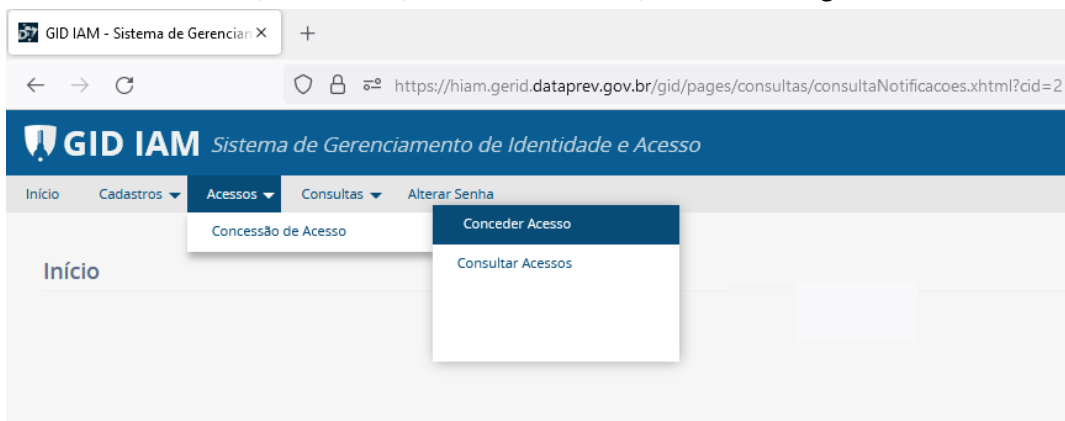 GID IAM - Sistema de Gerencian
https://hiam.gerid.dataprev.gov.br/gid/pages/consultas/consultaNotificacoes.xhtml?cid=2
GID IAM Sistema de Gerenciamento de Identidade e Acesso
Início Cadastros Acessos Consultas Alterar Senha
Concessão de Acesso Conceder Acesso
Consultar Acessos
Início